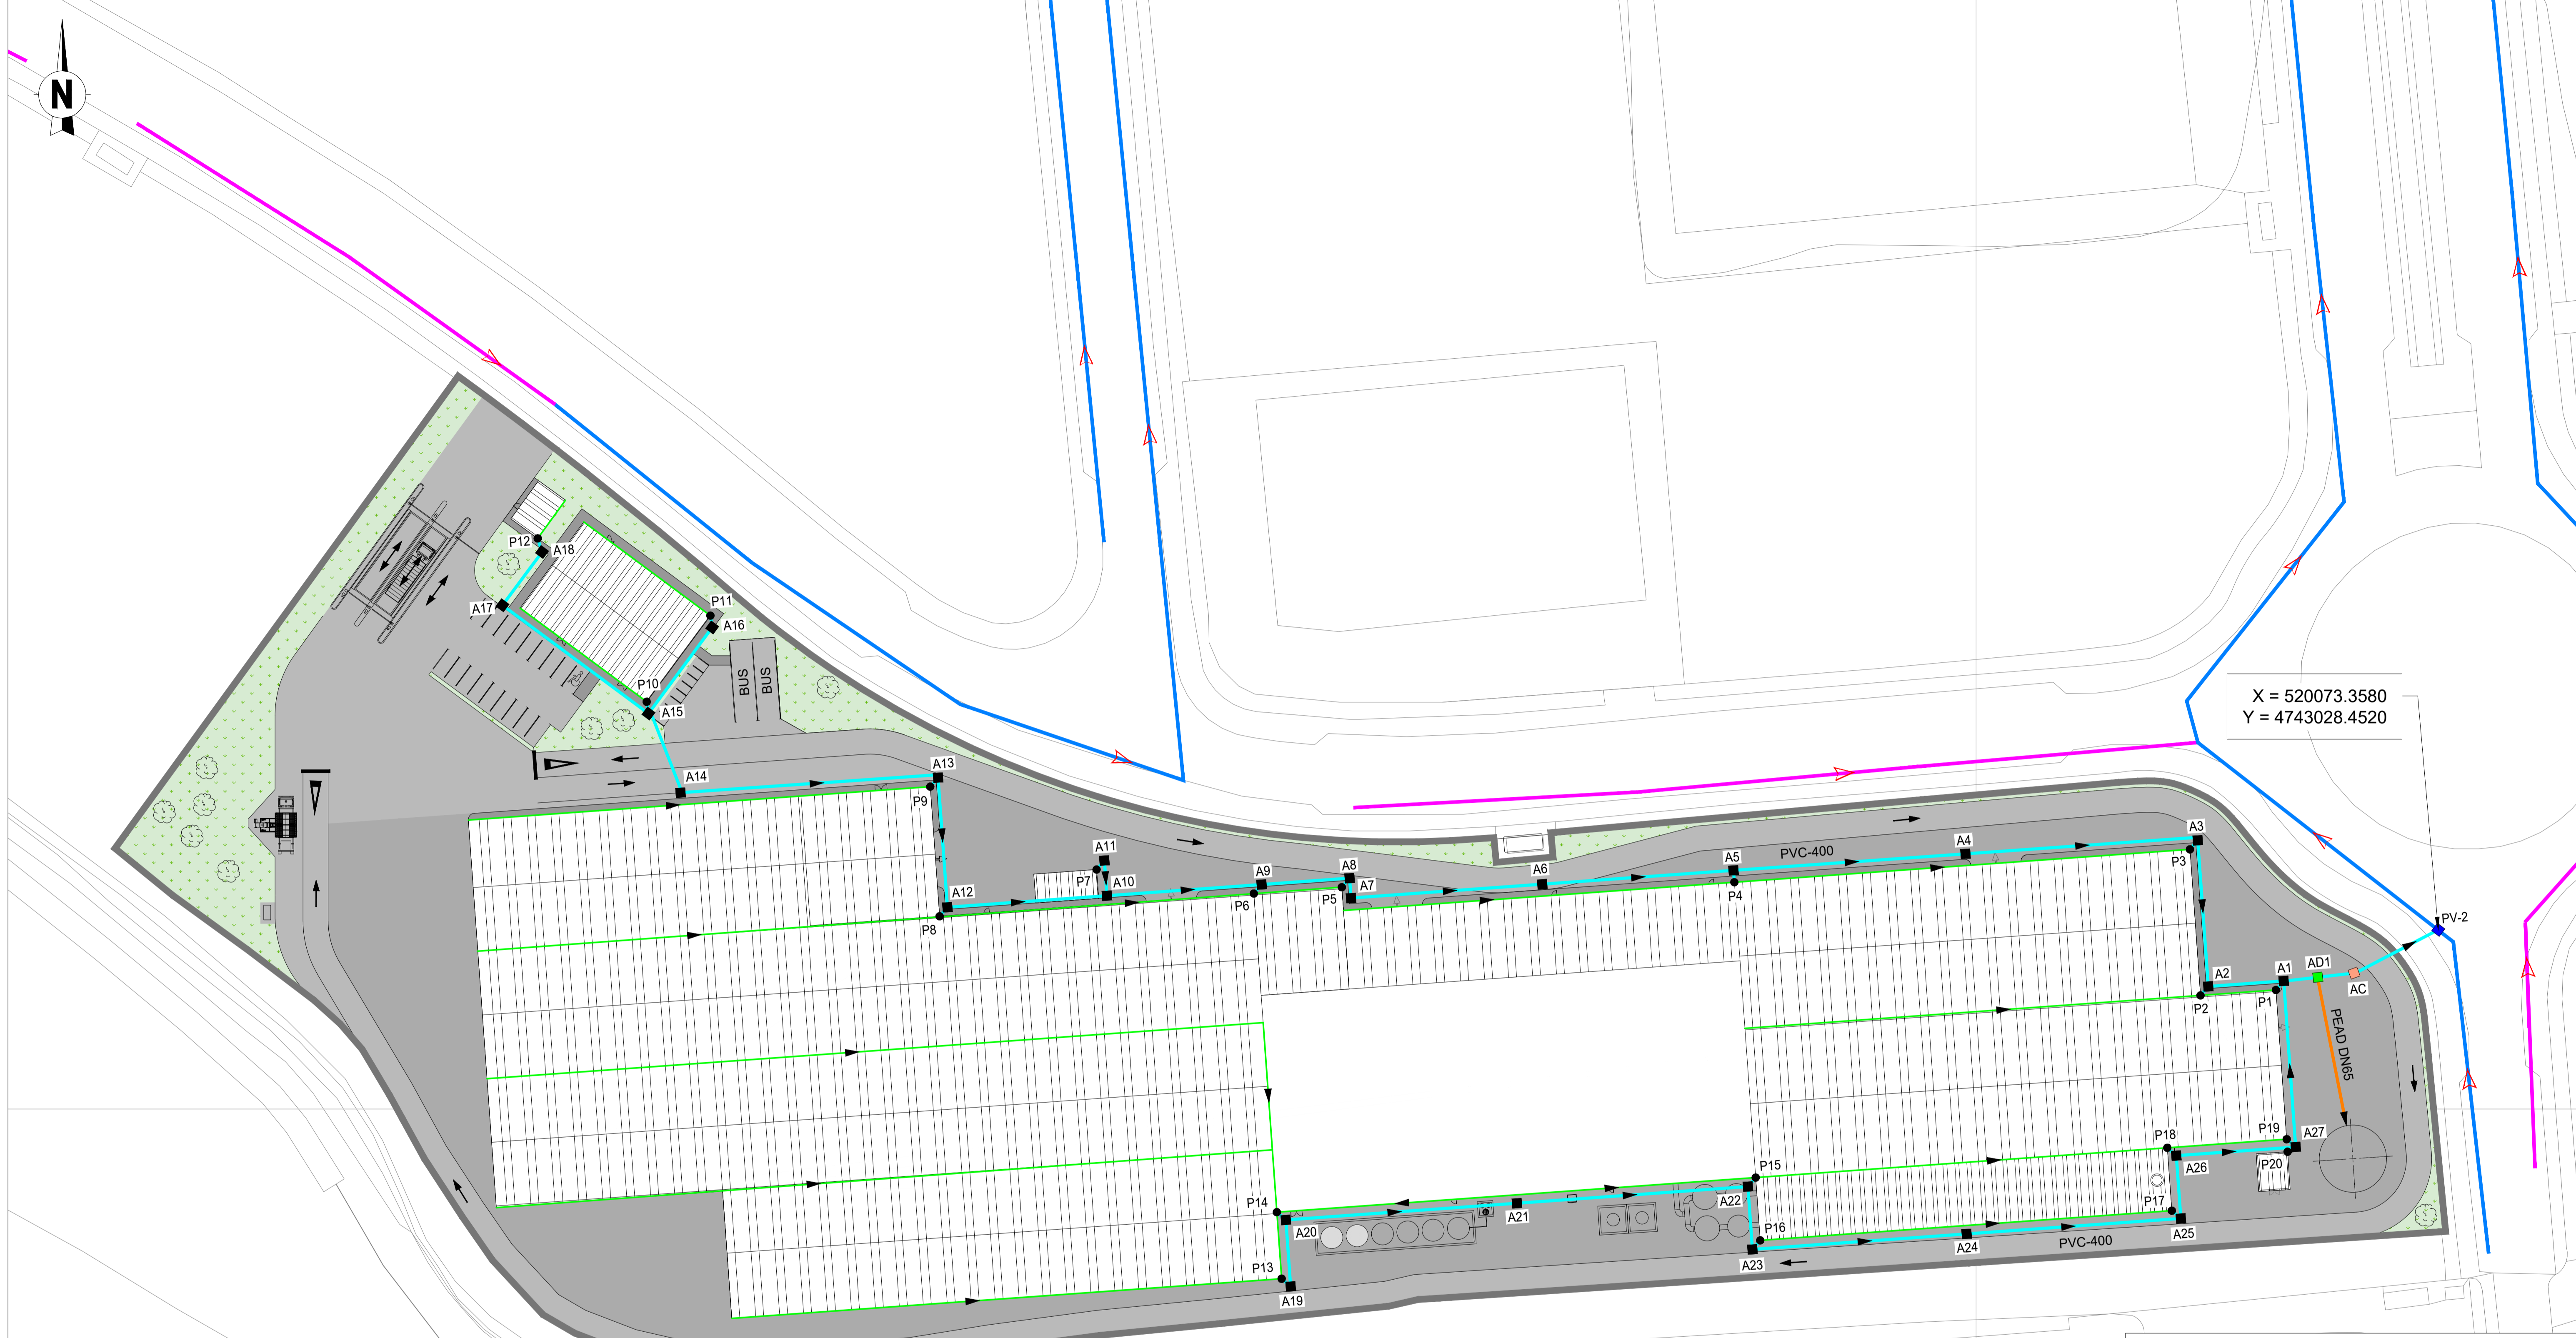 N
X = 520073.3580
Y = 4743028.4520
P12
A18
A17
P11
A16
P10
A15
BUS
BUS
A14
A13
P9
A12
P8
A11
P7
A10
A9
P6
A8
A7
P5
A6
A5
P4
PVC-400
A4
A3
P3
PV-2
A2
P2
A1
P1
AD1
AC
PEAD DN65
P18
P19
A27
A26
P20
P17
A25
P15
A22
P16
A23
A24
PVC-400
P14
A20
A21
P13
A19